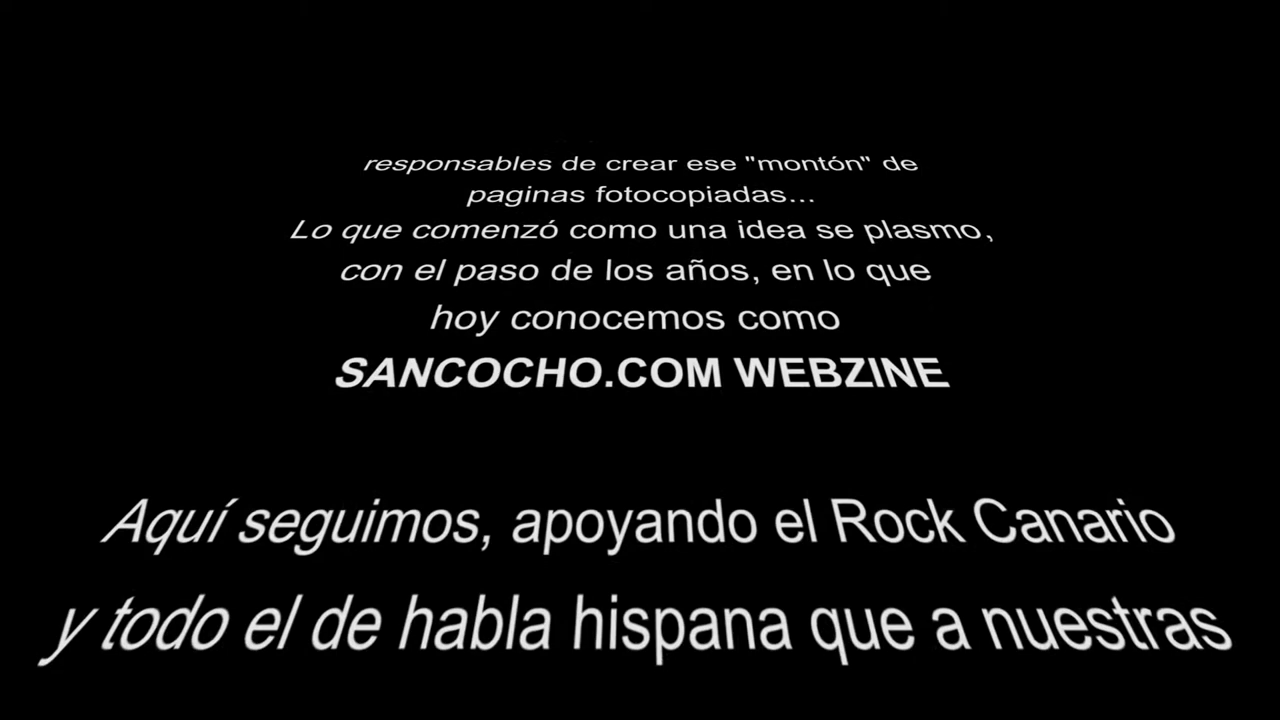 responsables de crear ese "montón" de
paginas fotocopiadas...
Lo que comenzó como una idea se plasmo,
con el paso de los años, en lo que
hoy conocemos como
SANCOCHO.COM WEBZINE
Aquí seguimos, apoyando el Rock Canario
y todo el de habla hispana que a nuestras